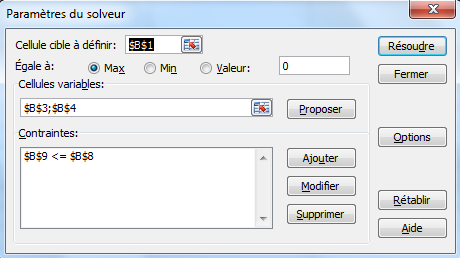 Paramètres du solveur
Cellule cible à définir: $B$1 Résoudre
Égale à: Max Min Valeur: 0
Fermer
Cellules variables:
$B$3;$B$4 Proposer
Contraintes: Options
$B$9 <= $B$8 Ajouter
Modifier
Rétablir
Supprimer
Aide